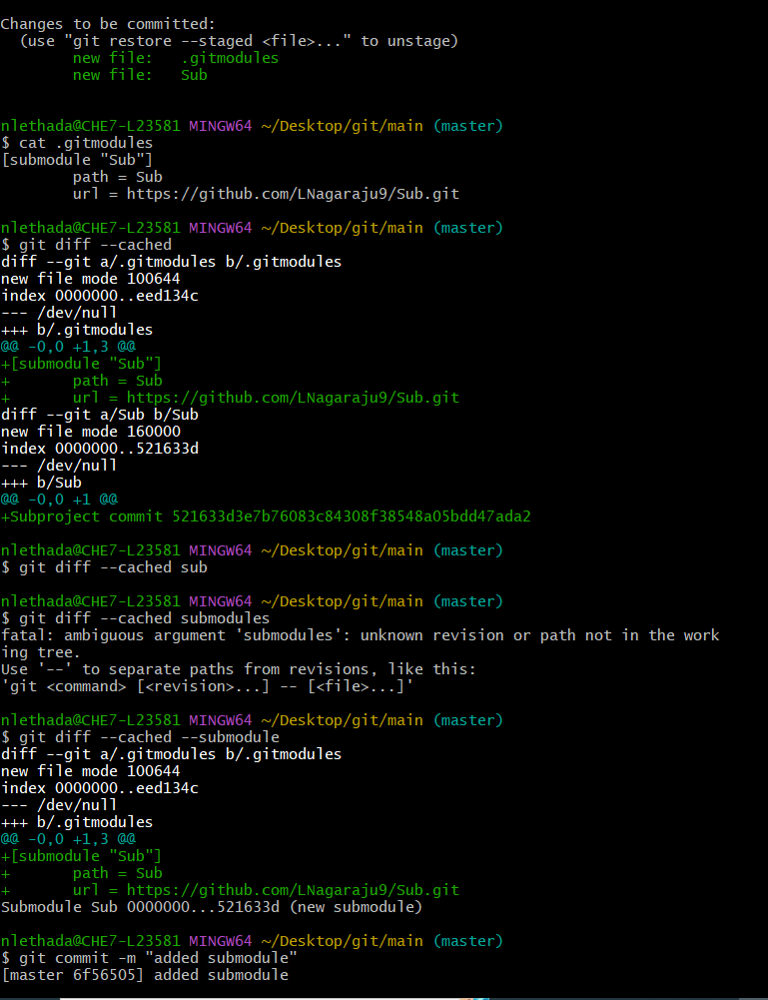 Changes to be committed:
  (use "git restore --staged <file>..." to unstage)
        new file:   .gitmodules
        new file:   Sub
nlethada@CHE7-L23581 MINGW64 ~/Desktop/git/main (master)
$ cat .gitmodules
[submodule "Sub"]
        path = Sub
        url = https://github.com/LNagaraju9/Sub.git
nlethada@CHE7-L23581 MINGW64 ~/Desktop/git/main (master)
$ git diff --cached
diff --git a/.gitmodules b/.gitmodules
new file mode 100644
index 0000000..eed134c
--- /dev/null
+++ b/.gitmodules
@@ -0,0 +1,3 @@
+[submodule "Sub"]
+       path = Sub
+       url = https://github.com/LNagaraju9/Sub.git
diff --git a/Sub b/Sub
new file mode 160000
index 0000000..521633d
--- /dev/null
+++ b/Sub
@@ -0,0 +1 @@
+Subproject commit 521633d3e7b76083c84308f38548a05bdd47ada2
nlethada@CHE7-L23581 MINGW64 ~/Desktop/git/main (master)
$ git diff --cached sub
nlethada@CHE7-L23581 MINGW64 ~/Desktop/git/main (master)
$ git diff --cached submodules
fatal: ambiguous argument 'submodules': unknown revision or path not in the work
ing tree.
Use '--' to separate paths from revisions, like this:
'git <command> [<revision>...] -- [<file>...]'
nlethada@CHE7-L23581 MINGW64 ~/Desktop/git/main (master)
$ git diff --cached --submodule
diff --git a/.gitmodules b/.gitmodules
new file mode 100644
index 0000000..eed134c
--- /dev/null
+++ b/.gitmodules
@@ -0,0 +1,3 @@
+[submodule "Sub"]
+       path = Sub
+       url = https://github.com/LNagaraju9/Sub.git
Submodule Sub 0000000...521633d (new submodule)
nlethada@CHE7-L23581 MINGW64 ~/Desktop/git/main (master)
$ git commit -m "added submodule"
[master 6f56505] added submodule